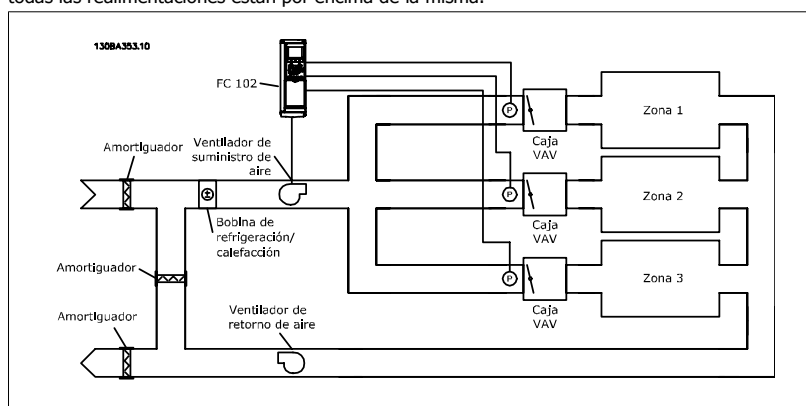 todas las realimentaciones están por encima de la misma.
130BA353.10
FC 102
Amortiguador
Ventilador de
suministro de
aire
P
Caja
VAV
Zona 1
P
Caja
VAV
Zona 2
Bobina de
refrigeración/
calefacción
Amortiguador
P
Caja
VAV
Zona 3
Amortiguador
Ventilador de
retorno de aire